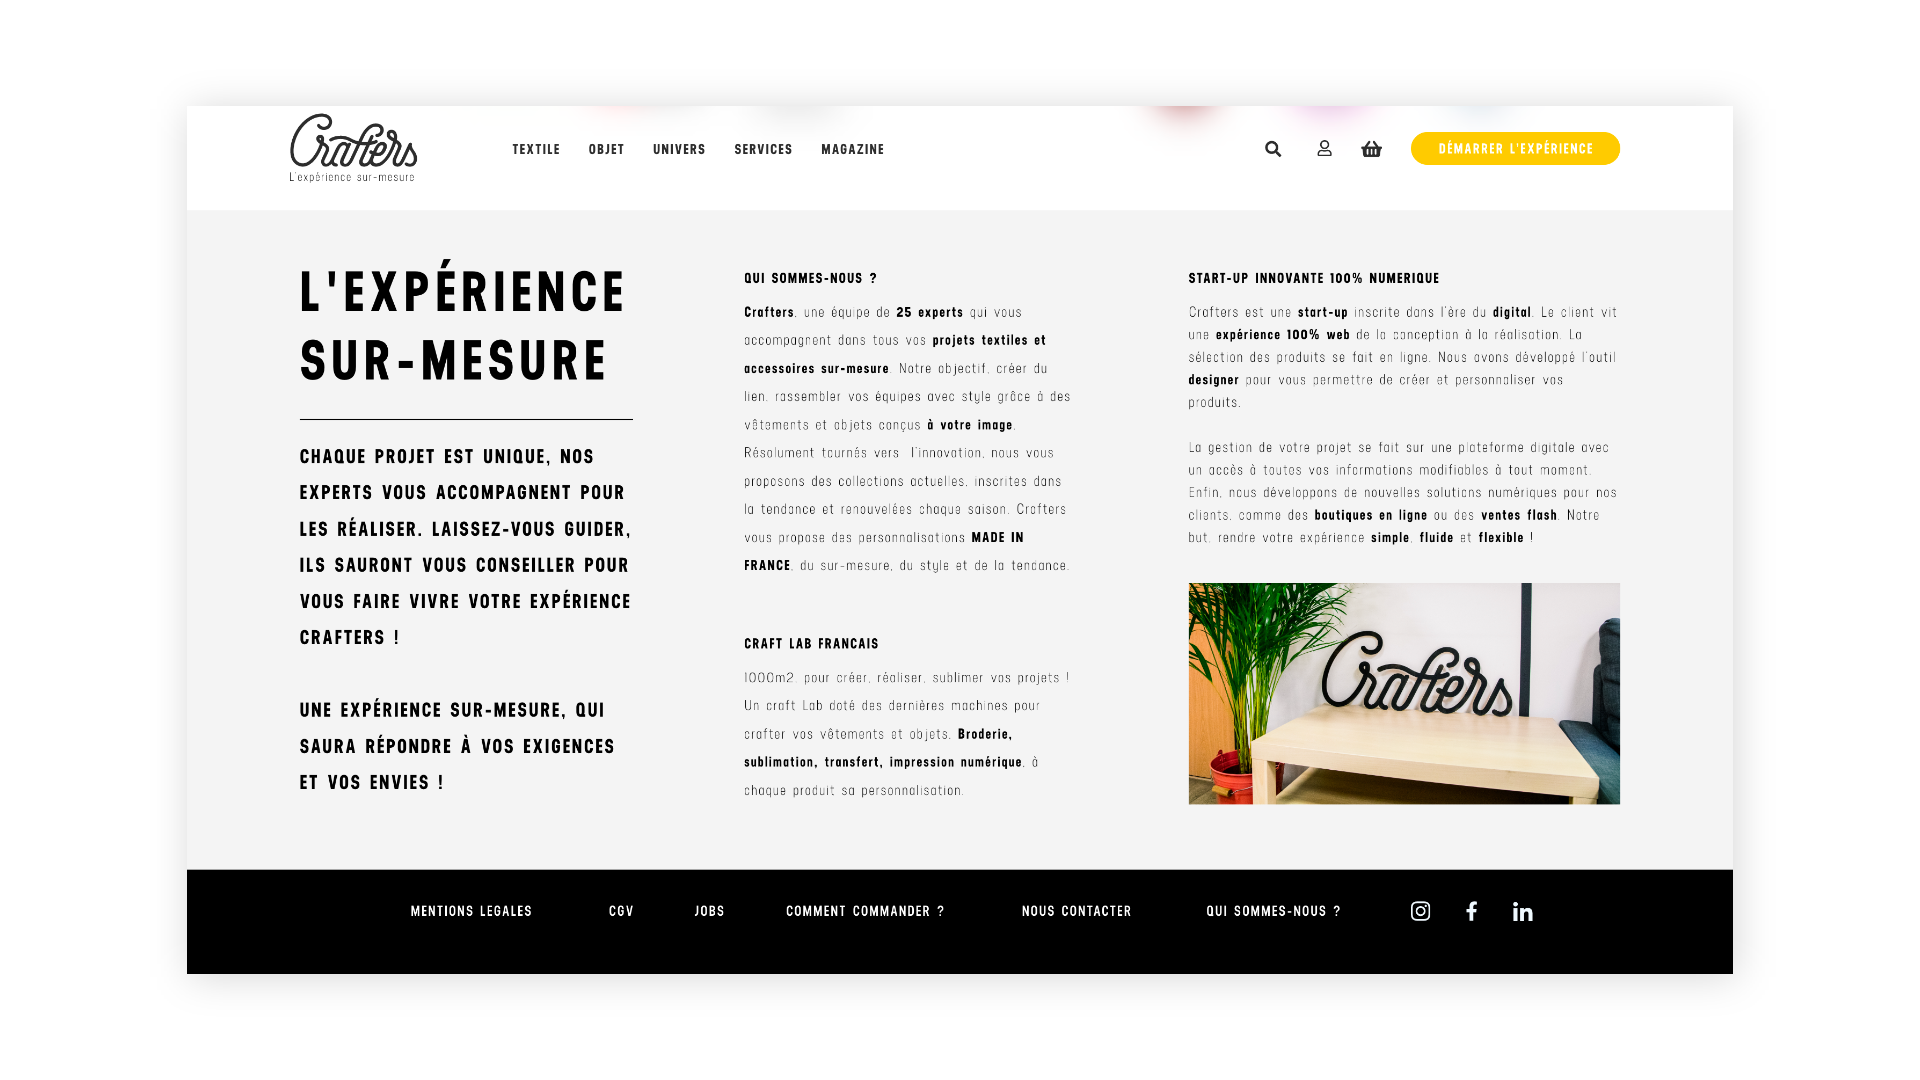 Crafters
L'expérience sur-mesure
TEXTILE
OBJET
UNIVERS
SERVICES
MAGAZINE
DÉMARRER L'EXPÉRIENCE
L'EXPÉRIENCE
SUR-MESURE
CHAQUE PROJET EST UNIQUE, NOS
EXPERTS VOUS ACCOMPAGNENT POUR
LES RÉALISER. LAISSEZ-VOUS GUIDER,
ILS SAURONT VOUS CONSEILLER POUR
VOUS FAIRE VIVRE VOTRE EXPÉRIENCE
CRAFTERS !
UNE EXPÉRIENCE SUR-MESURE, QUI
SAURA RÉPONDRE À VOS EXIGENCES
ET VOS ENVIES !
QUI SOMMES-NOUS ?
Crafters, une équipe de 25 experts qui vous
accompagnent dans tous vos projets textiles et
accessoires sur-mesure. Notre objectif, créer du
lien, rassembler vos équipes avec style grâce à des
vêtements et objets conçus à votre image.
Résolument tournés vers l'innovation, nous vous
proposons des collections actuelles, inscrites dans
la tendance et renouvelées chaque saison. Crafters
vous propose des personnalisations MADE IN
FRANCE, du sur-mesure, du style et de la tendance.
CRAFT LAB FRANCAIS
1000m2, pour créer, réaliser, sublimer vos projets !
Un craft Lab doté des dernières machines pour
crafter vos vêtements et objets. Broderie,
sublimation, transfert, impression numérique, à
chaque produit sa personnalisation.
START-UP INNOVANTE 100% NUMERIQUE
Crafters est une start-up inscrite dans l'ère du digital. Le client vit
une expérience 100% web de la conception à la réalisation. La
sélection des produits se fait en ligne. Nous avons développé l'outil
designer pour vous permettre de créer et personnaliser vos
produits.
La gestion de votre projet se fait sur une plateforme digitale avec
un accès à toutes vos informations modifiables à tout moment.
Enfin, nous développons de nouvelles solutions numériques pour nos
clients, comme des boutiques en ligne ou des ventes flash. Notre
but, rendre votre expérience simple, fluide et flexible !
Crafters
MENTIONS LEGALES
CGV
JOBS
COMMENT COMMANDER ?
NOUS CONTACTER
QUI SOMMES-NOUS ?